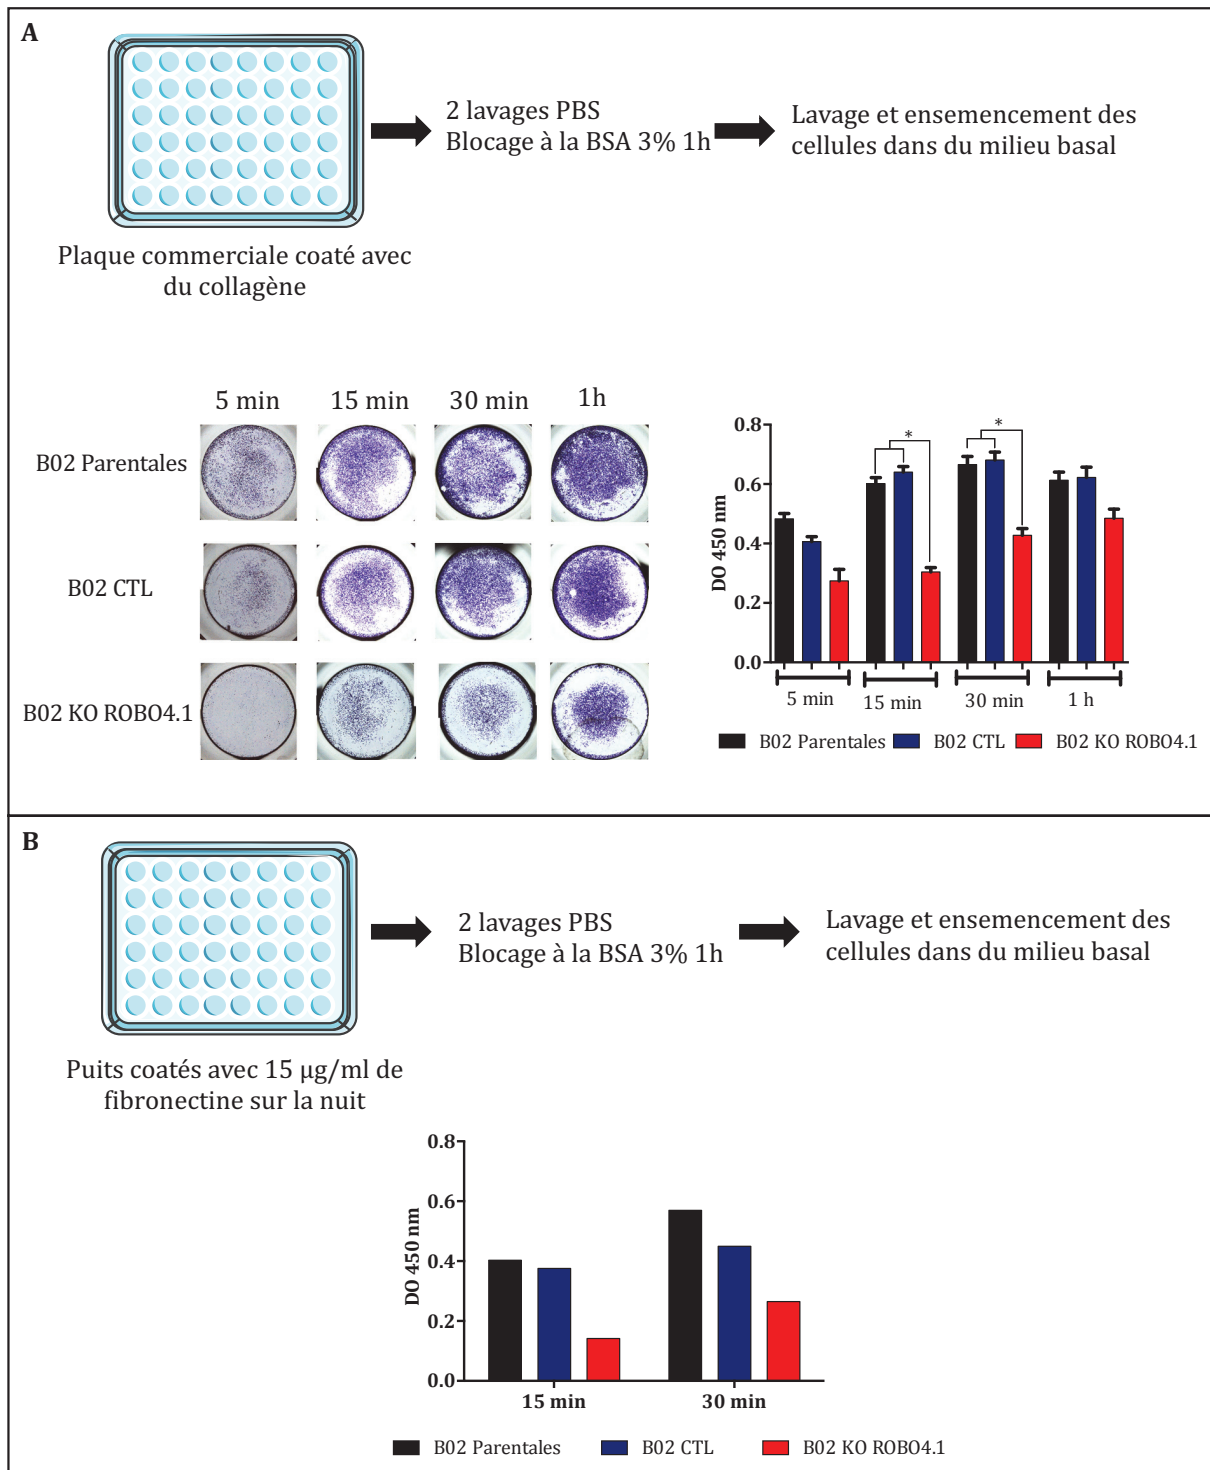 A
2 lavages PBS
Blocage à la BSA 3% 1h
Lavage et ensemencement des
cellules dans du milieu basal
Plaque commerciale coaté avec
du collagène
5 min
15 min
30 min
1h
B02 Parentales
B02 CTL
B02 KO ROBO4.1
DO 450 nm
0.8
0.6
0.4
0.2
0.0
*
*
5 min
15 min
30 min
1 h
B02 Parentales
B02 CTL
B02 KO ROBO4.1
B
2 lavages PBS
Blocage à la BSA 3% 1h
Lavage et ensemencement des
cellules dans du milieu basal
Puits coatés avec 15 µg/ml de
fibronectine sur la nuit
DO 450 nm
0.8
0.6
0.4
0.2
0.0
15 min
30 min
B02 Parentales
B02 CTL
B02 KO ROBO4.1